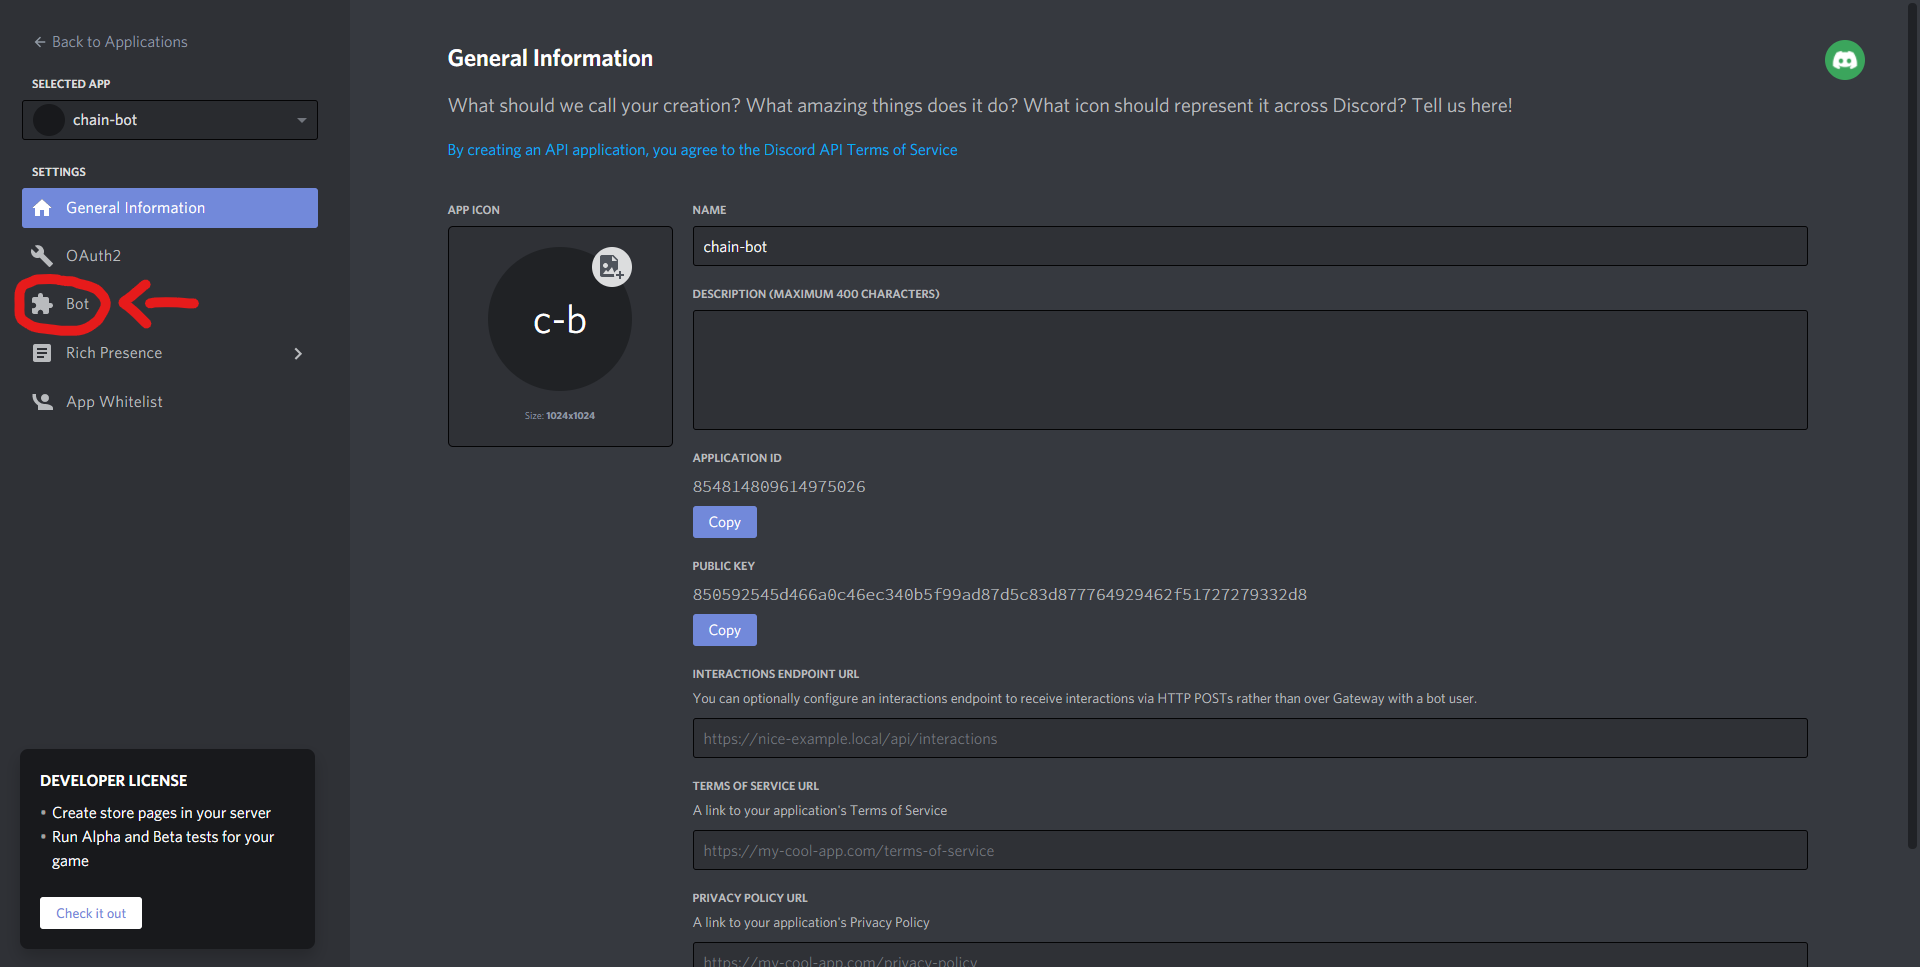 Back to Applications
SELECTED APP
chain-bot
SETTINGS
General Information
OAuth2
Bot
Rich Presence
App Whitelist
DEVELOPER LICENSE
• Create store pages in your server
• Run Alpha and Beta tests for your
game
Check it out
General Information
What should we call your creation? What amazing things does it do? What icon should represent it across Discord? Tell us here!
By creating an API application, you agree to the Discord API Terms of Service
APP ICON
c-b
Size: 1024x1024
NAME
chain-bot
DESCRIPTION (MAXIMUM 400 CHARACTERS)
APPLICATION ID
854814809614975026
Copy
PUBLIC KEY
850592545d466a0c46ec340b5f99ad87d5c83d877764929462f51727279332d8
Copy
INTERACTIONS ENDPOINT URL
You can optionally configure an interactions endpoint to receive interactions via HTTP POSTs rather than over Gateway with a bot user.
https://nice-example.local/api/interactions
TERMS OF SERVICE URL
A link to your application's Terms of Service
https://my-cool-app.com/terms-of-service
PRIVACY POLICY URL
A link to your application's Privacy Policy
https://my-cool-app.com/privacy-policy